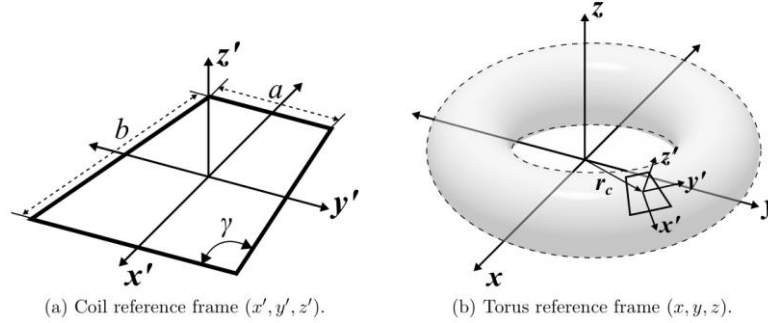 z′
a
b
y′
γ
x′
(a) Coil reference frame (x′, y′, z′).
z
z′
r_c
y′
x′
y
x
(b) Torus reference frame (x, y, z).